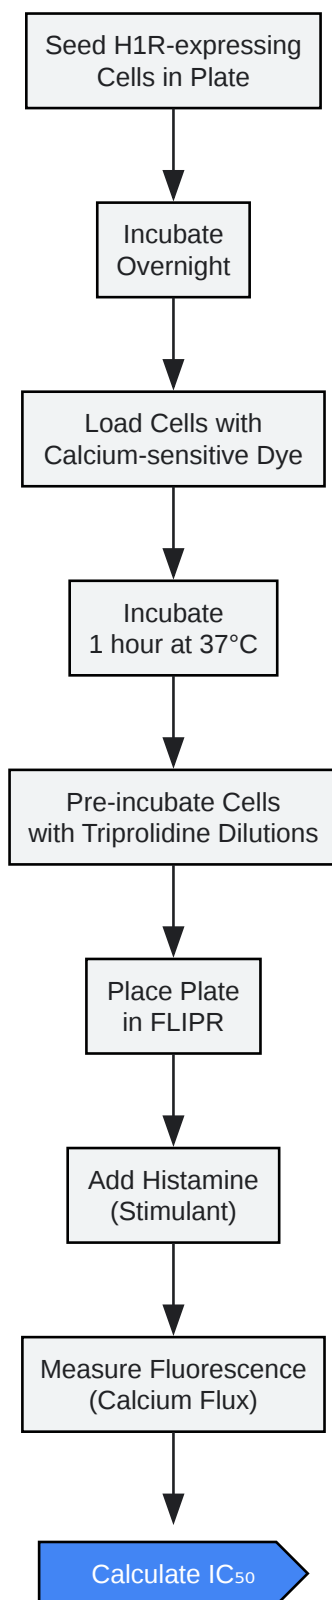 Seed H1R-expressing
Cells in Plate
Incubate
Overnight
Load Cells with
Calcium-sensitive Dye
Incubate
1 hour at 37°C
Pre-incubate Cells
with Triprolidine Dilutions
Place Plate
in FLIPR
Add Histamine
(Stimulant)
Measure Fluorescence
(Calcium Flux)
Calculate IC₅₀